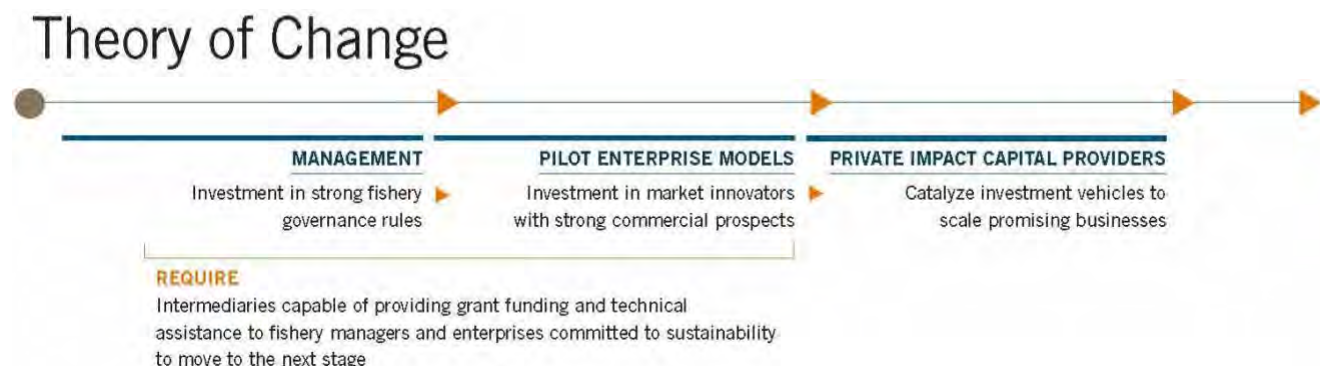 Theory of Change
MANAGEMENT
Investment in strong fishery
governance rules
PILOT ENTERPRISE MODELS
Investment in market innovators
with strong commercial prospects
PRIVATE IMPACT CAPITAL PROVIDERS
Catalyze investment vehicles to
scale promising businesses
REQUIRE
Intermediaries capable of providing grant funding and technical
assistance to fishery managers and enterprises committed to sustainability
to move to the next stage